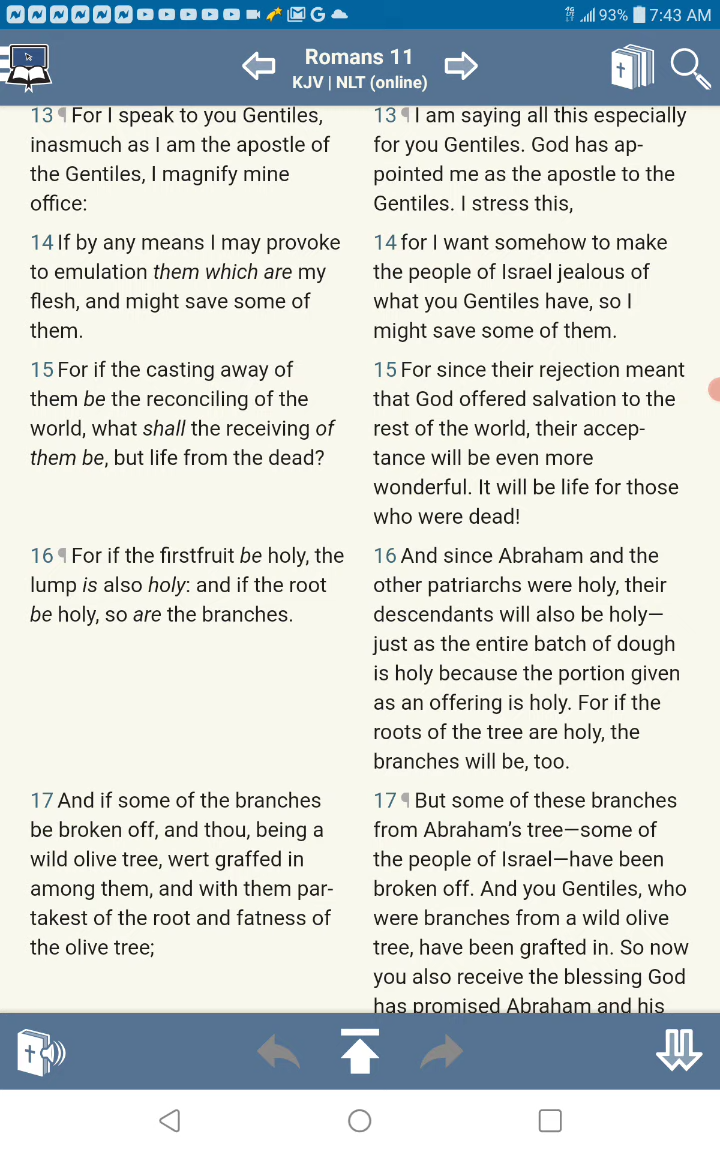 93% 7:43 AM
Romans 11
KJV | NLT (online)
13 ¶ For I speak to you Gentiles,
inasmuch as I am the apostle of
the Gentiles, I magnify mine
office:
14 If by any means I may provoke
to emulation them which are my
flesh, and might save some of
them.
15 For if the casting away of
them be the reconciling of the
world, what shall the receiving of
them be, but life from the dead?
16 ¶ For if the firstfruit be holy, the
lump is also holy: and if the root
be holy, so are the branches.
17 And if some of the branches
be broken off, and thou, being a
wild olive tree, wert graffed in
among them, and with them par-
takest of the root and fatness of
the olive tree;
13 ¶ I am saying all this especially
for you Gentiles. God has ap-
pointed me as the apostle to the
Gentiles. I stress this,
14 for I want somehow to make
the people of Israel jealous of
what you Gentiles have, so I
might save some of them.
15 For since their rejection meant
that God offered salvation to the
rest of the world, their accep-
tance will be even more
wonderful. It will be life for those
who were dead!
16 And since Abraham and the
other patriarchs were holy, their
descendants will also be holy—
just as the entire batch of dough
is holy because the portion given
as an offering is holy. For if the
roots of the tree are holy, the
branches will be, too.
17 ¶ But some of these branches
from Abraham's tree—some of
the people of Israel—have been
broken off. And you Gentiles, who
were branches from a wild olive
tree, have been grafted in. So now
you also receive the blessing God
has promised Abraham and his